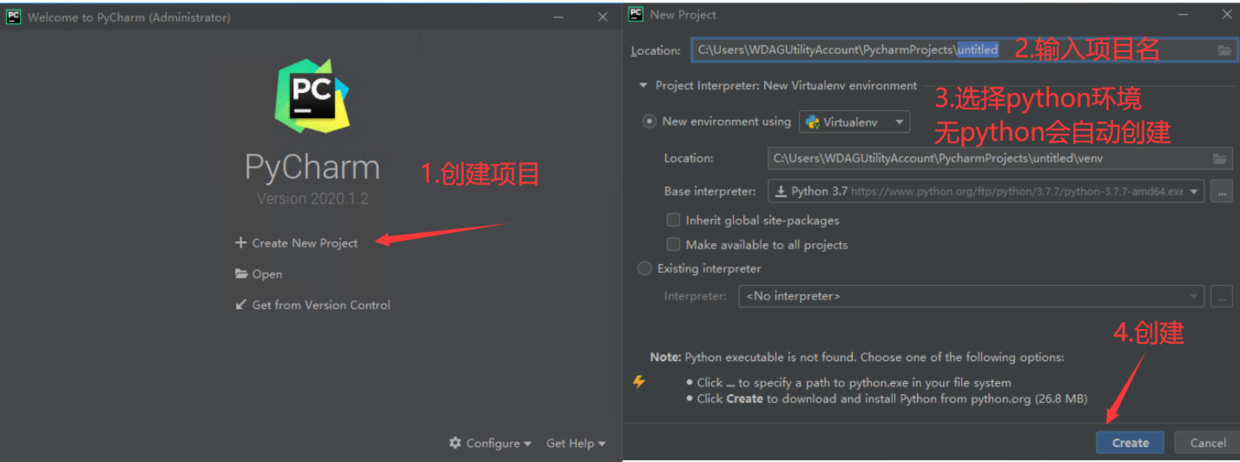 PC Welcome to PyCharm (Administrator)
PC
PyCharm
Version 2020.1.2
1.创建项目
Create New Project
Open
Get from Version Control
Configure
Get Help
PC New Project
Location: C:\Users\WDAGUtilityAccount\PycharmProjects\untitled
2.输入项目名
Project Interpreter: New Virtualenv environment
3.选择python环境
无python会自动创建
New environment using Virtualenv
Location: C:\Users\WDAGUtilityAccount\PycharmProjects\untitled\venv
Base interpreter: Python 3.7 https://www.python.org/ftp/python/3.7.7/python-3.7.7-amd64.exe ...
Inherit global site-packages
Make available to all projects
Existing interpreter
Interpreter: <No interpreter> ...
4.创建
Note: Python executable is not found. Choose one of the following options:
• Click ... to specify a path to python.exe in your file system
• Click Create to download and install Python from python.org (26.8 MB)
Create
Cancel